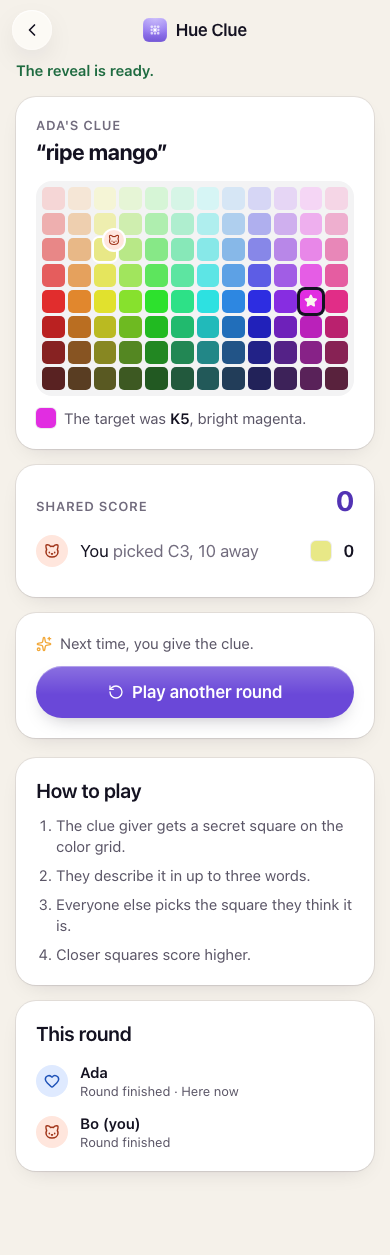 Hue Clue
The reveal is ready.
ADA'S CLUE
“ripe mango”
The target was K5, bright magenta.
SHARED SCORE
0
You picked C3, 10 away
0
Next time, you give the clue.
Play another round
How to play
1. The clue giver gets a secret square on the
color grid.
2. They describe it in up to three words.
3. Everyone else picks the square they think it
is.
4. Closer squares score higher.
This round
Ada
Round finished · Here now
Bo (you)
Round finished